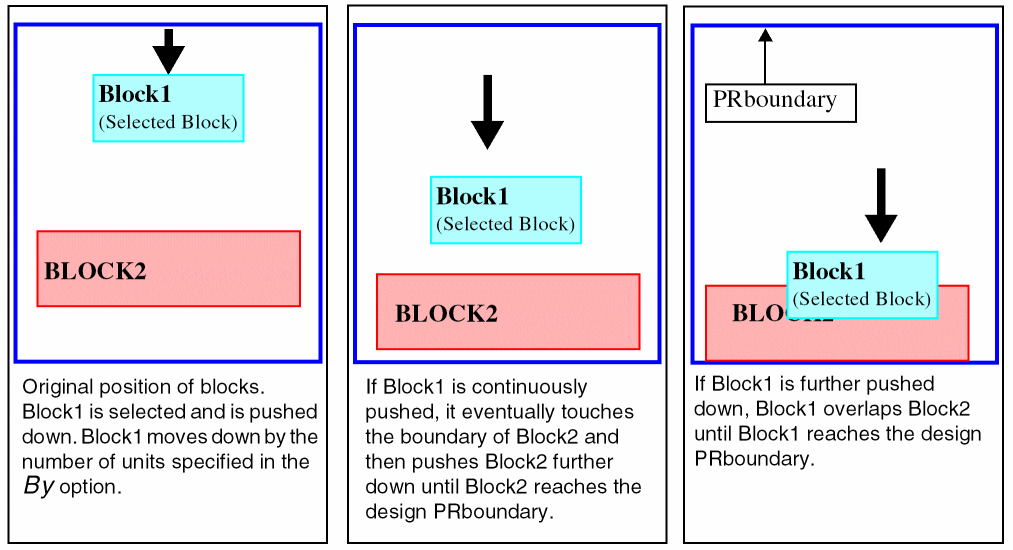 Block1
(Selected Block)
BLOCK2
Original position of blocks.
Block1 is selected and is pushed
down. Block1 moves down by the
number of units specified in the
By option.
Block1
(Selected Block)
BLOCK2
If Block1 is continuously
pushed, it eventually touches
the boundary of Block2 and
then pushes Block2 further
down until Block2 reaches the
design PRboundary.
PRboundary
Block1
(Selected Block)
BLOCK2
If Block1 is further pushed
down, Block1 overlaps Block2
until Block1 reaches the design
PRboundary.